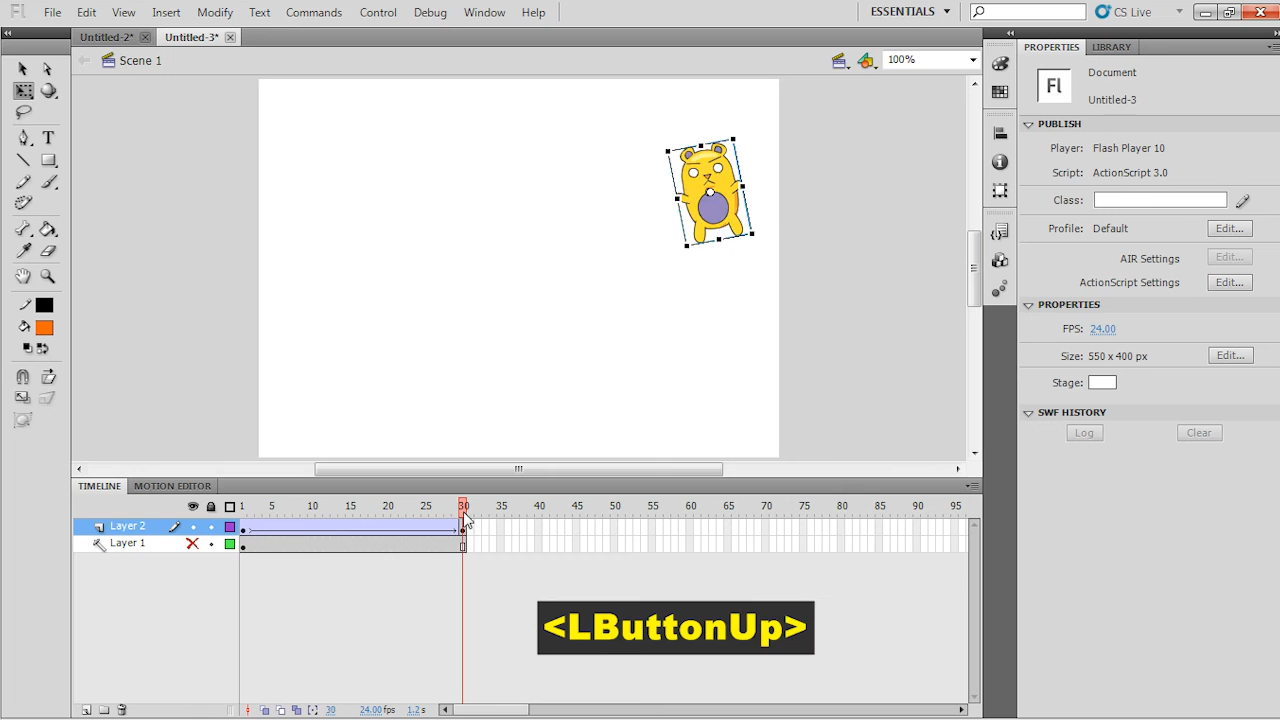 Fl File Edit View Insert Modify Text Commands Control Debug Window Help ESSENTIALS CS Live
Untitled-2* Untitled-3*
Scene 1 100%
PROPERTIES LIBRARY
Fl
Document
Untitled-3
PUBLISH
Player: Flash Player 10
Script: ActionScript 3.0
Class:
Profile: Default Edit...
AIR Settings Edit...
ActionScript Settings Edit...
PROPERTIES
FPS: 24.00
Size: 550 x 400 px Edit...
Stage:
SWF HISTORY
Log Clear
TIMELINE MOTION EDITOR
1 5 10 15 20 25 30 35 40 45 50 55 60 65 70 75 80 85 90 95
Layer 2
Layer 1
<LButtonUp>
30 24.00fps 1.2s